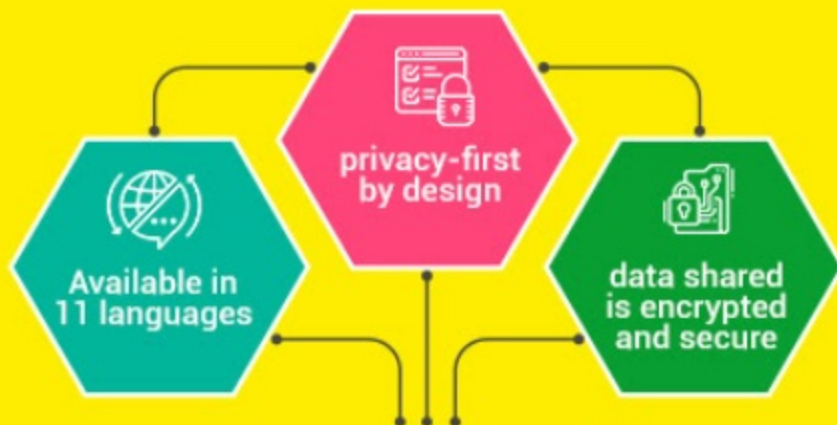 privacy-first
by design
Available in
11 languages
data shared
is encrypted
and secure